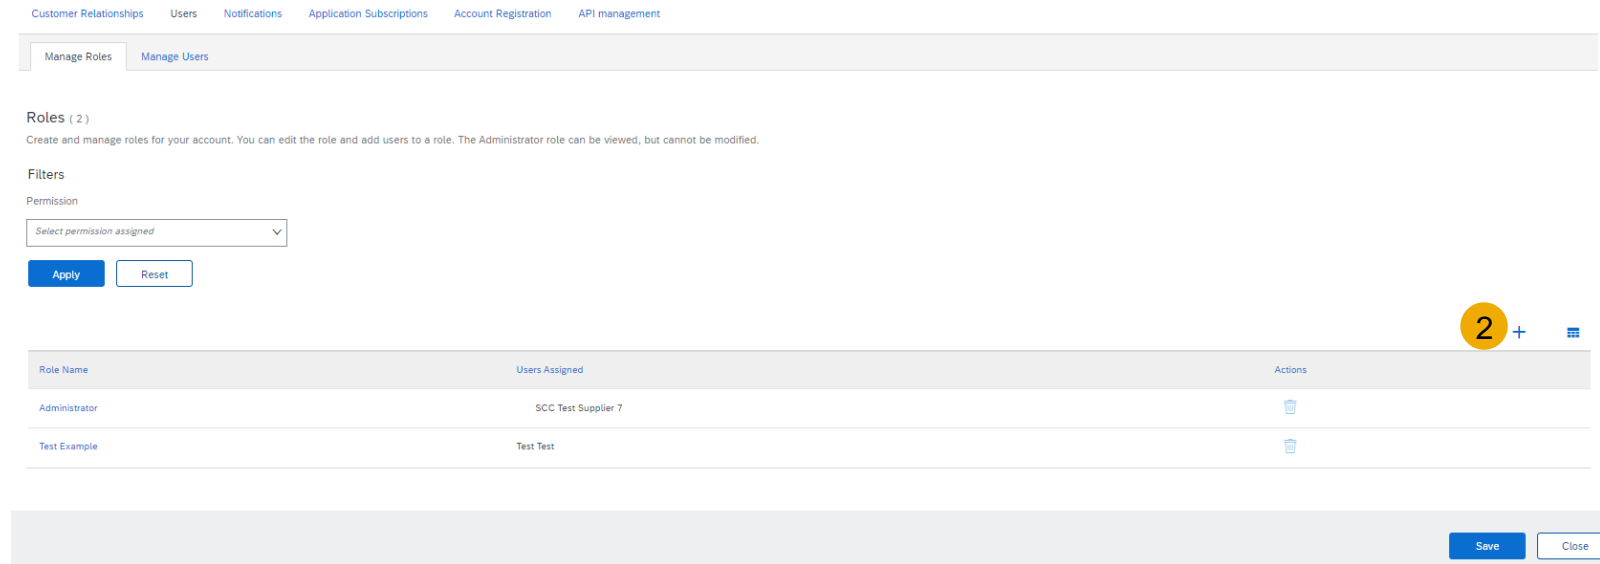 Customer Relationships Users Notifications Application Subscriptions Account Registration API management
Manage Roles Manage Users
Roles ( 2 )
Create and manage roles for your account. You can edit the role and add users to a role. The Administrator role can be viewed, but cannot be modified.
Filters
Permission
Select permission assigned
Apply Reset
2 +
Role Name Users Assigned Actions
Administrator SCC Test Supplier 7
Test Example Test Test
Save Close